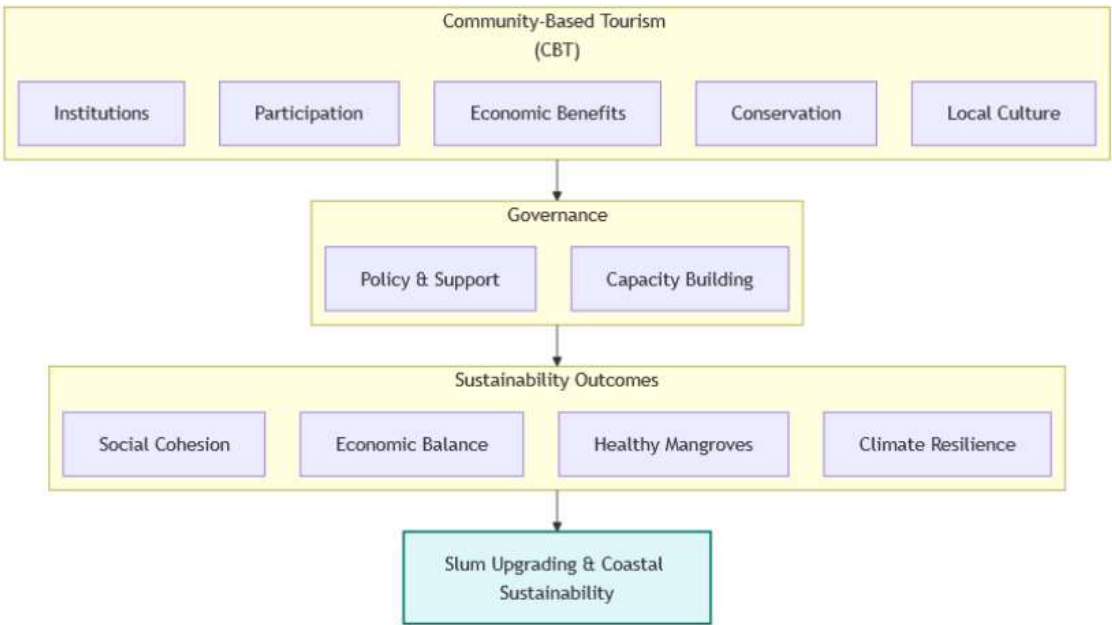 Community-Based Tourism
(CBT)
Institutions
Participation
Economic Benefits
Conservation
Local Culture
Governance
Policy & Support
Capacity Building
Sustainability Outcomes
Social Cohesion
Economic Balance
Healthy Mangroves
Climate Resilience
Slum Upgrading & Coastal
Sustainability